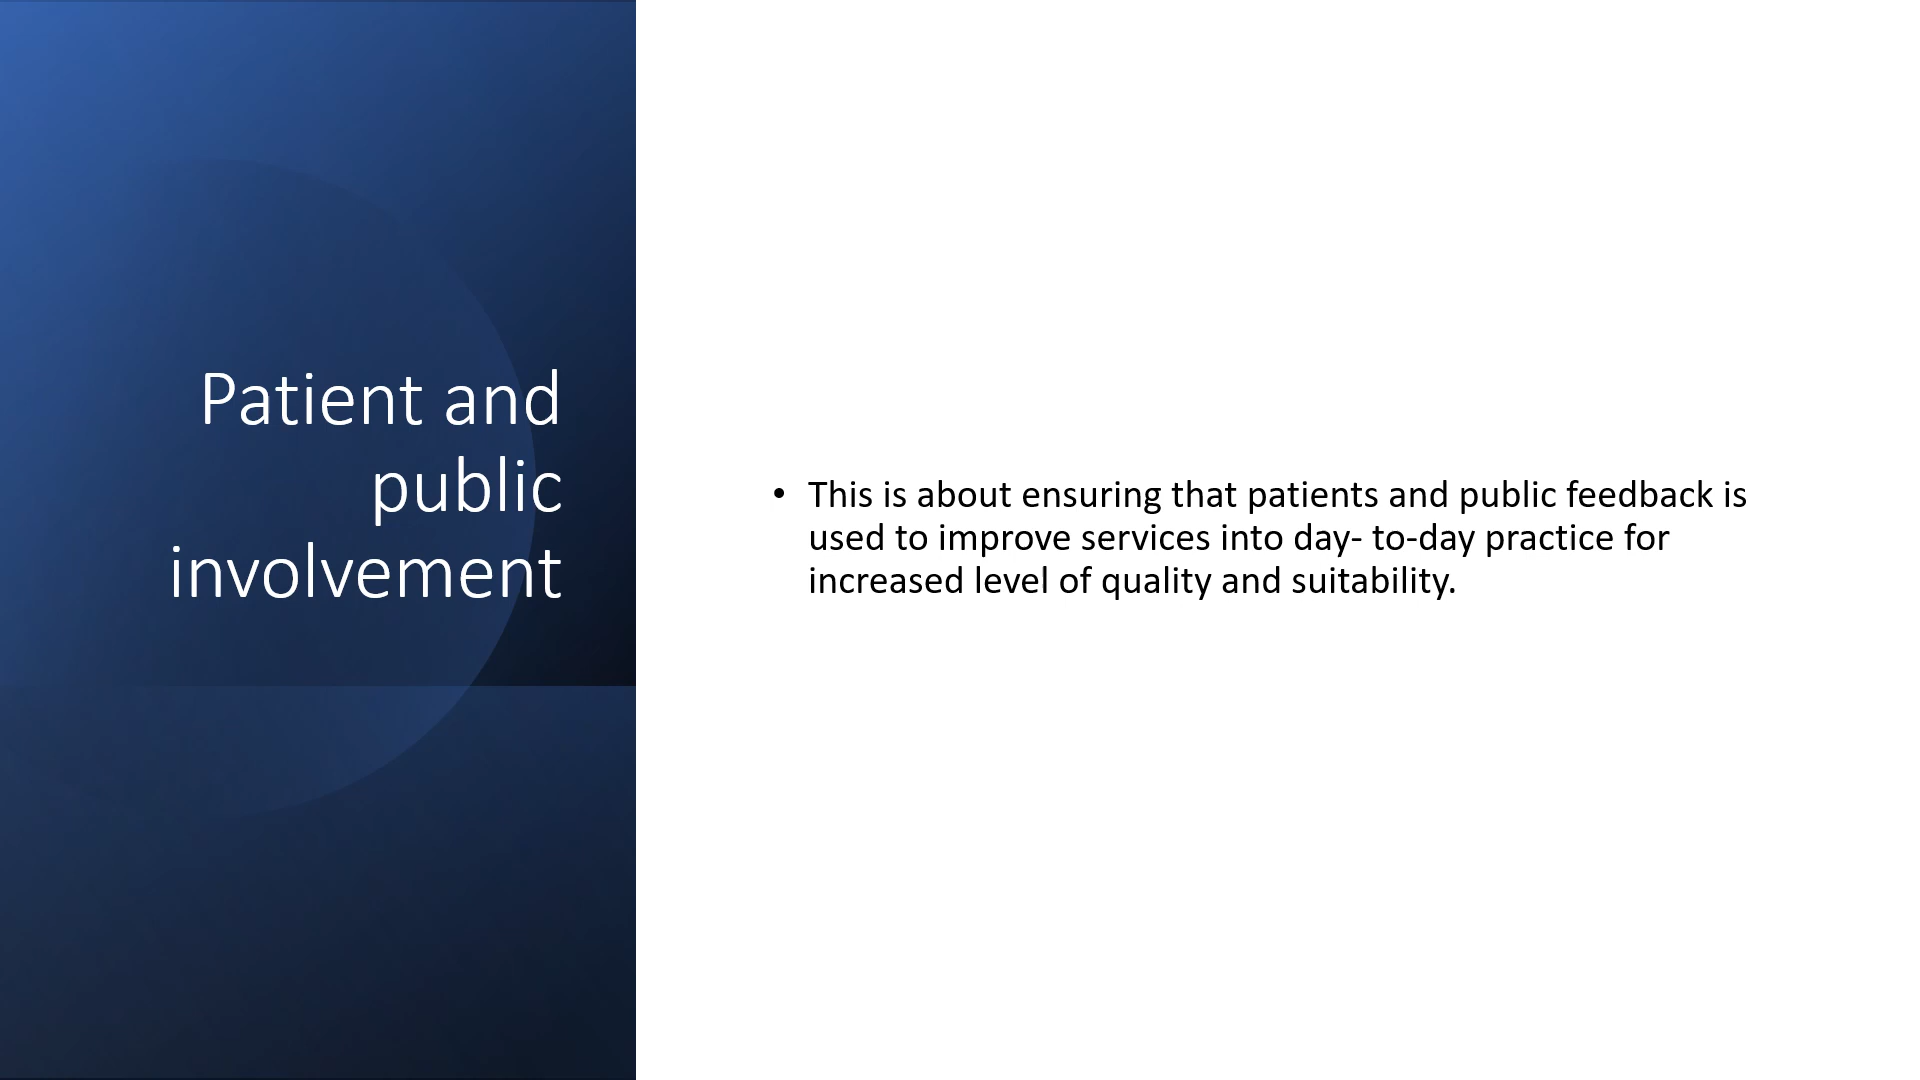 Patient and
public
involvement
• This is about ensuring that patients and public feedback is
used to improve services into day- to-day practice for
increased level of quality and suitability.